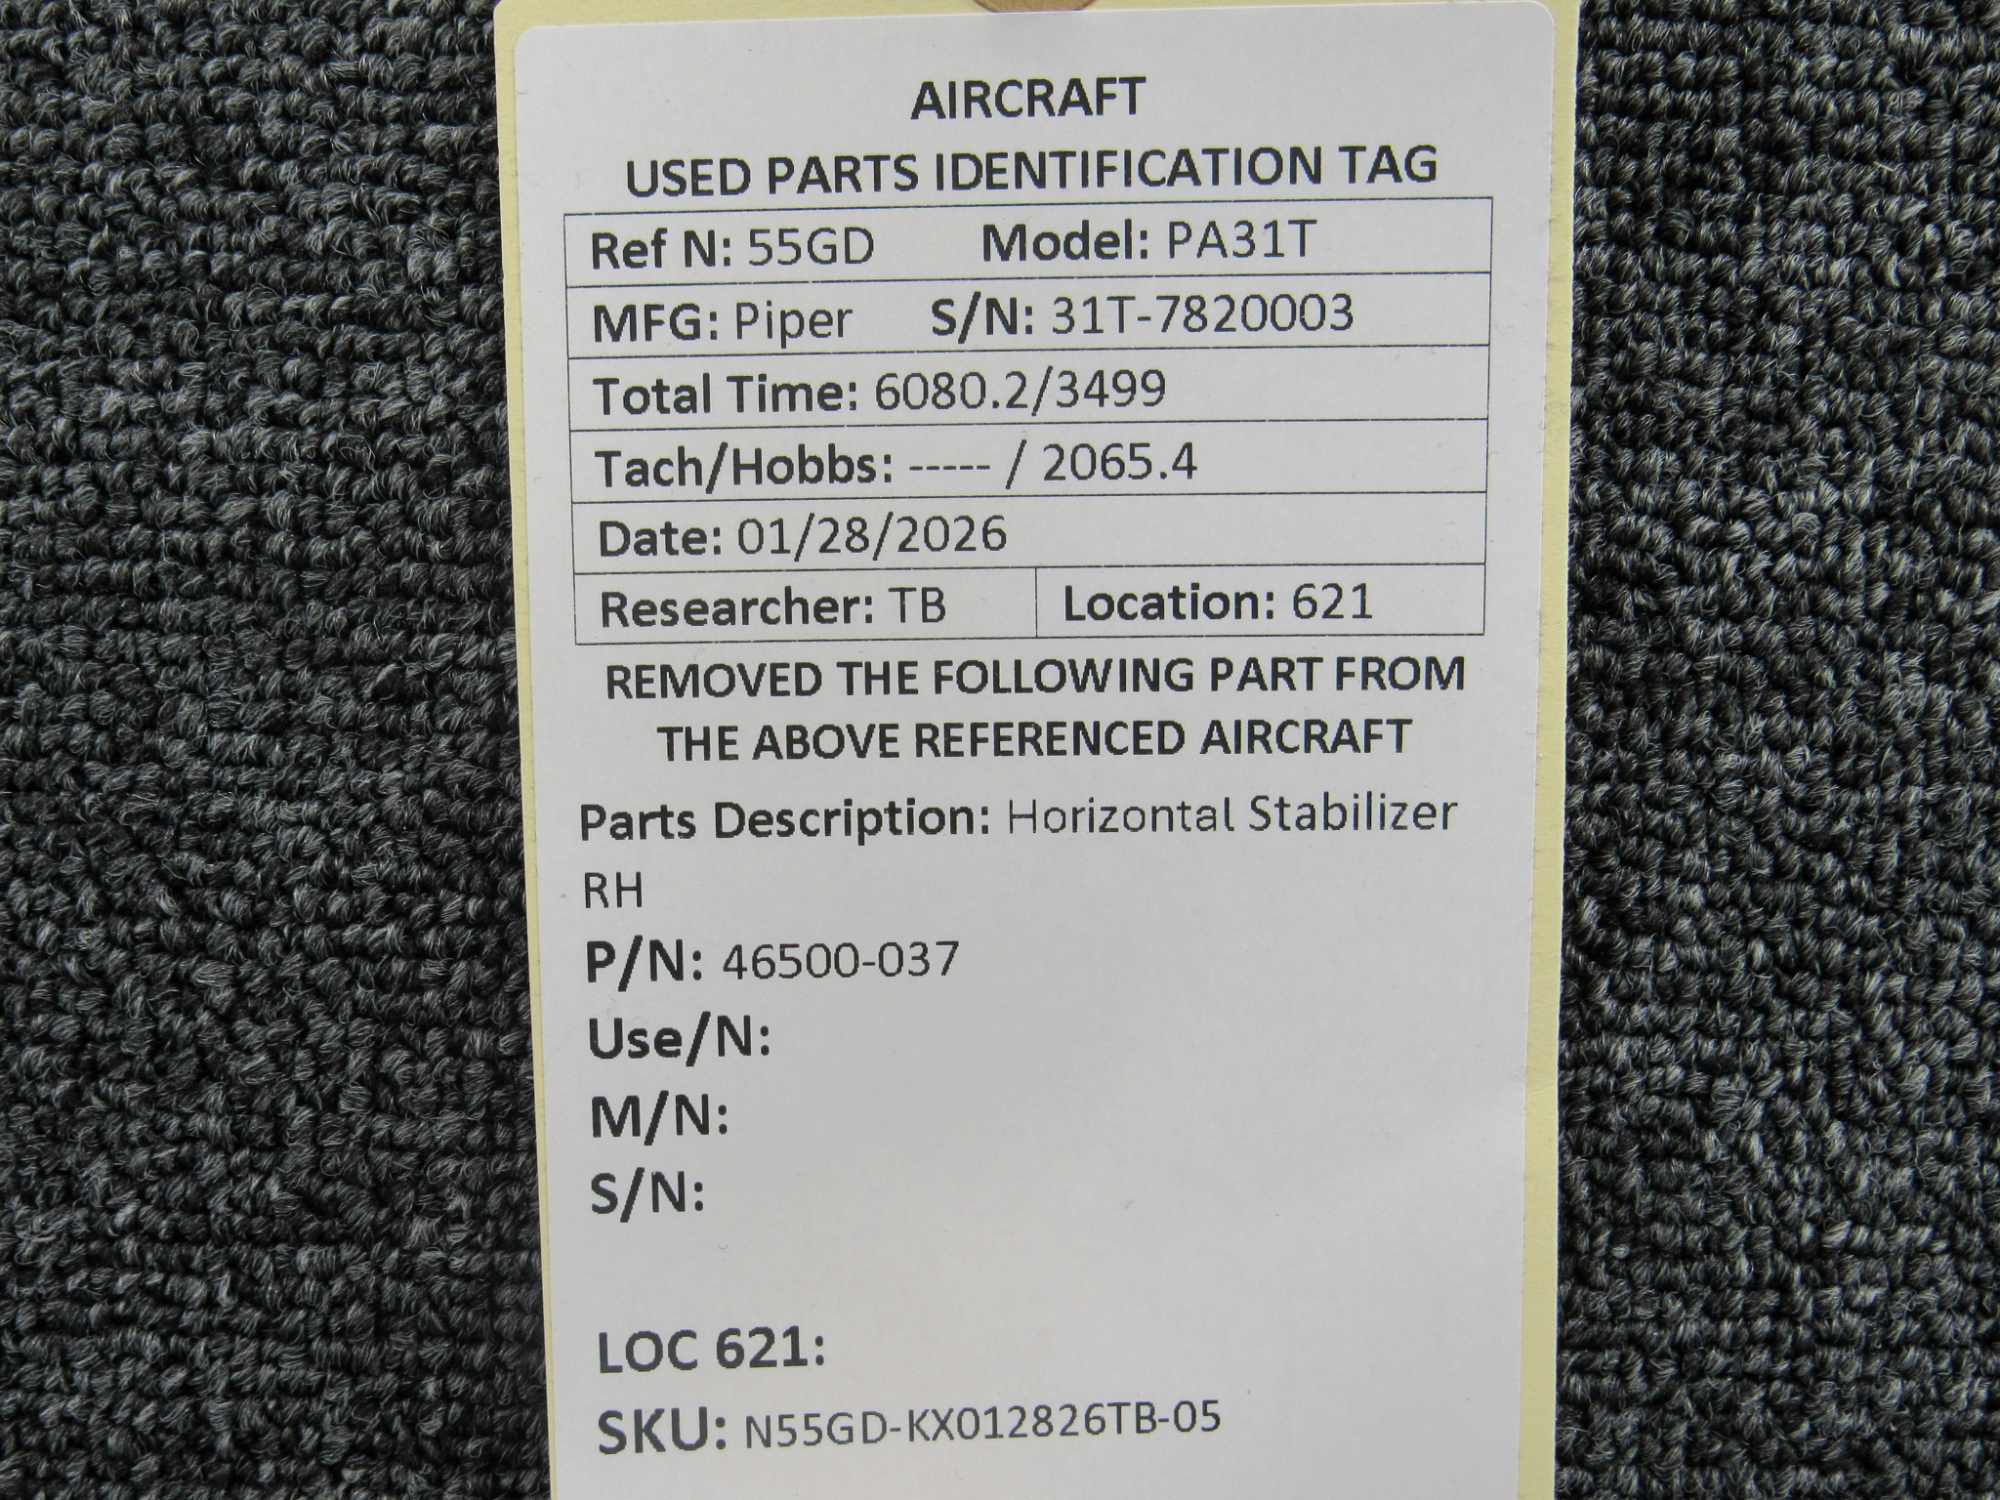 AIRCRAFT
USED PARTS IDENTIFICATION TAG
Ref N: 55GD Model: PA31T
MFG: Piper S/N: 31T-7820003
Total Time: 6080.2/3499
Tach/Hobbs: ----- / 2065.4
Date: 01/28/2026
Researcher: TB Location: 621
REMOVED THE FOLLOWING PART FROM
THE ABOVE REFERENCED AIRCRAFT
Parts Description: Horizontal Stabilizer
RH
P/N: 46500-037
Use/N:
M/N:
S/N:
LOC 621:
SKU: N55GD-KX012826TB-05